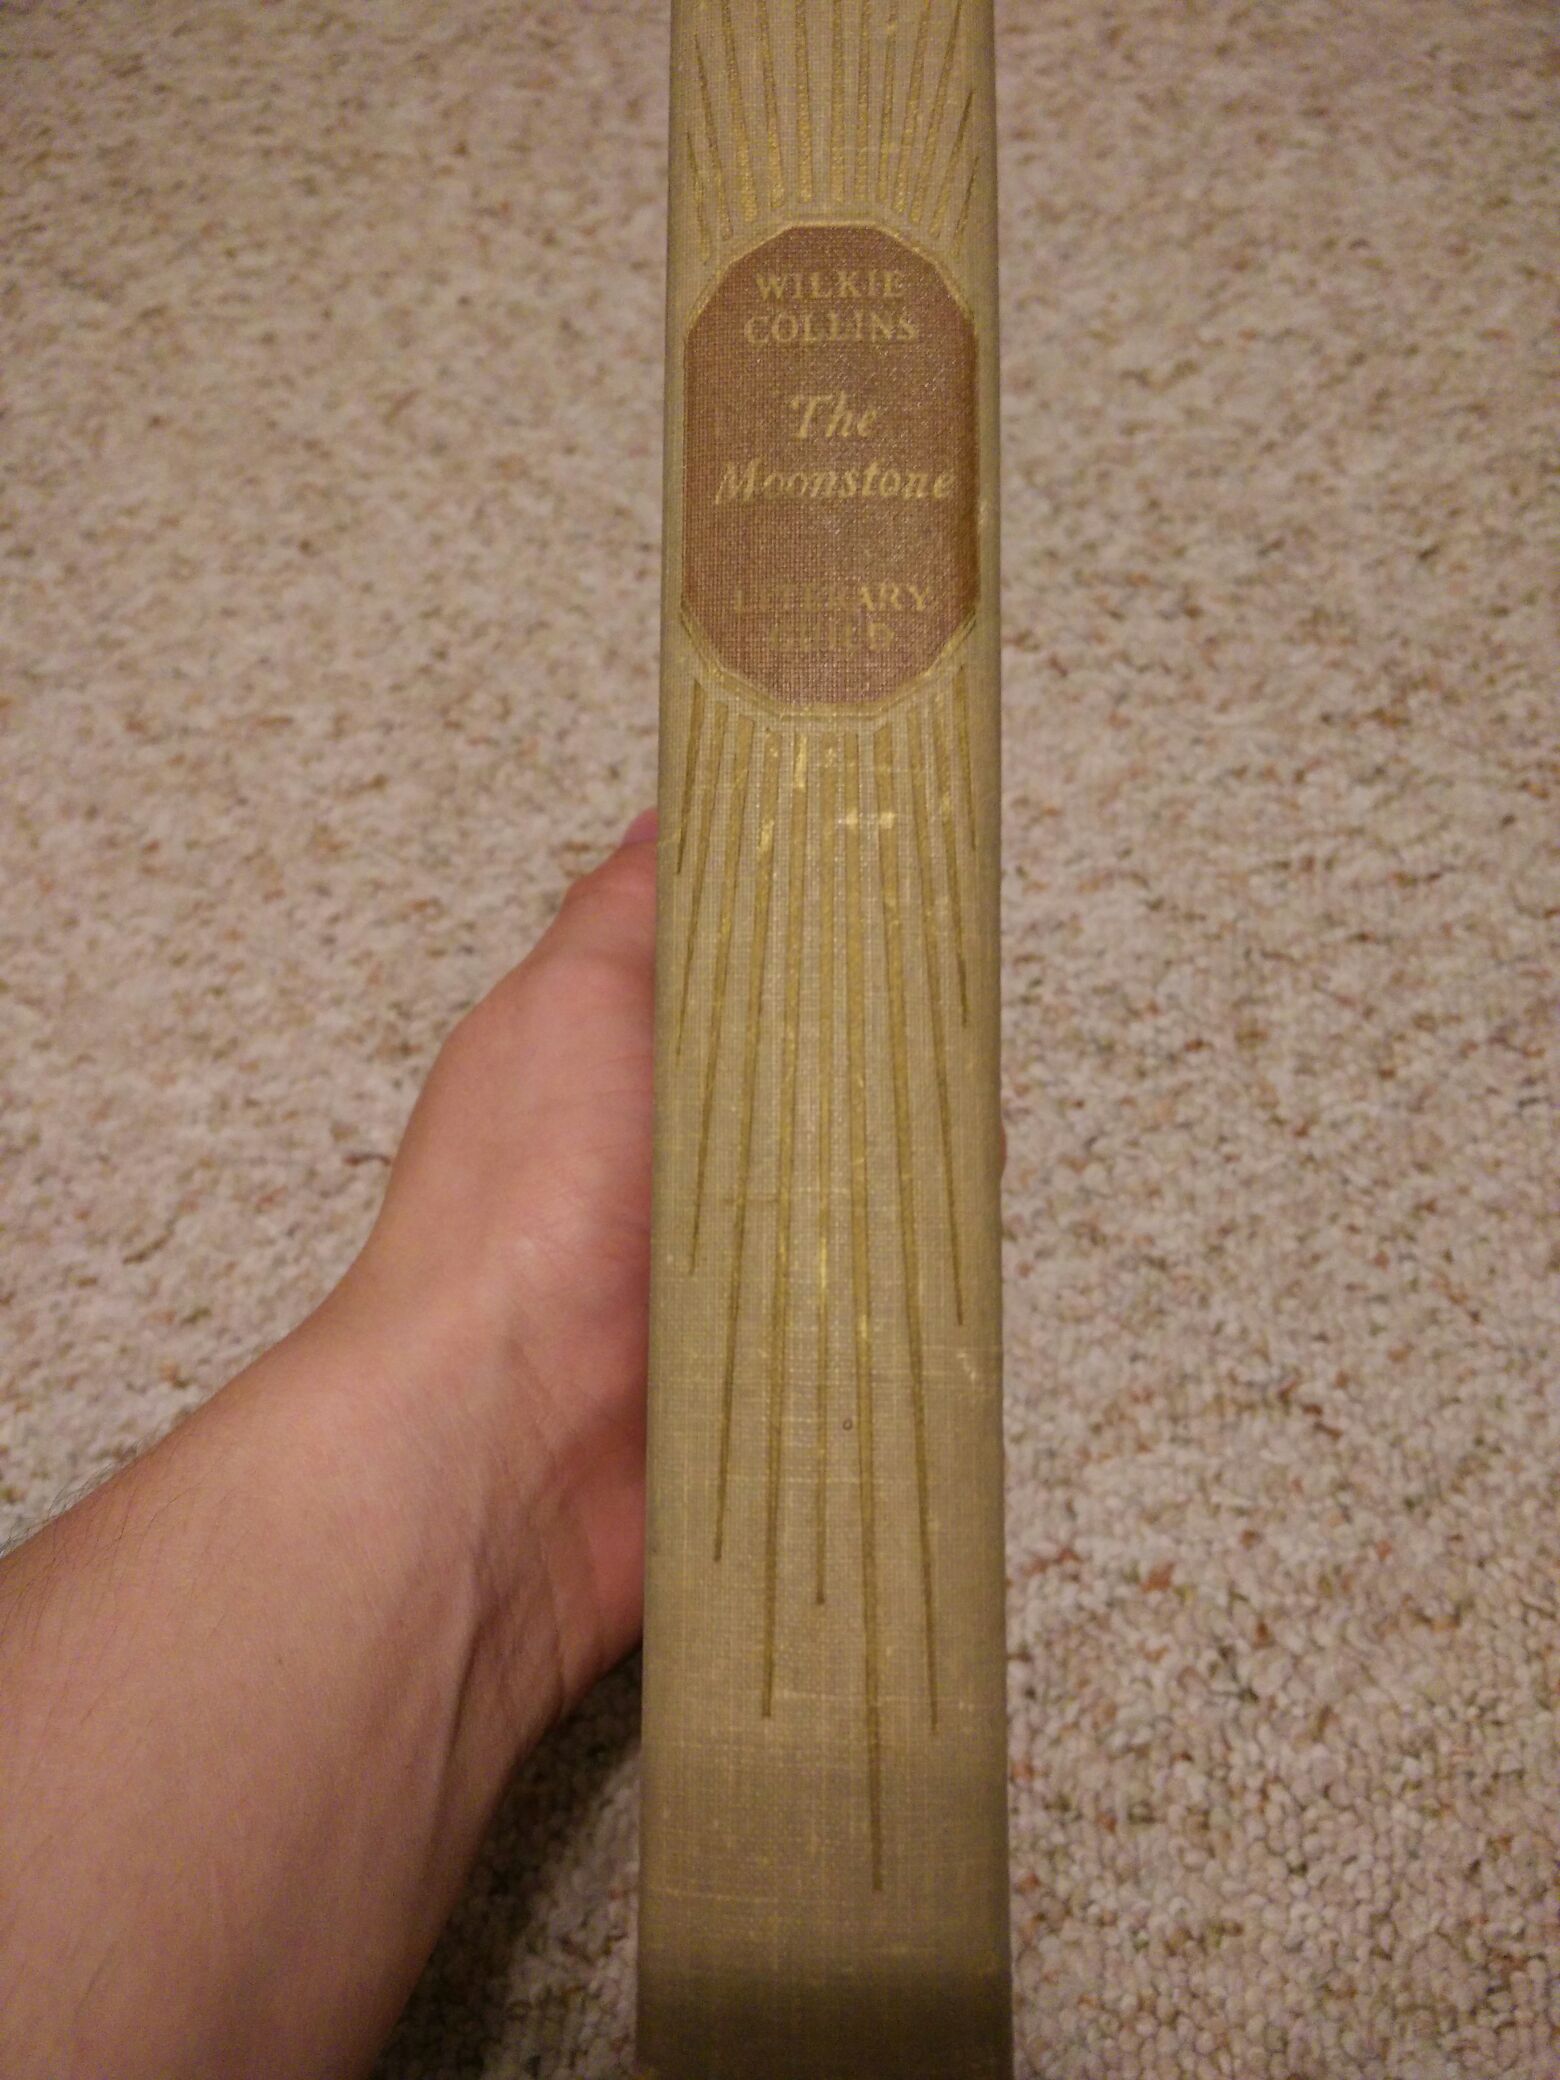 WILKIE
COLLINS
The
Moonstone
LITERARY
GUILD